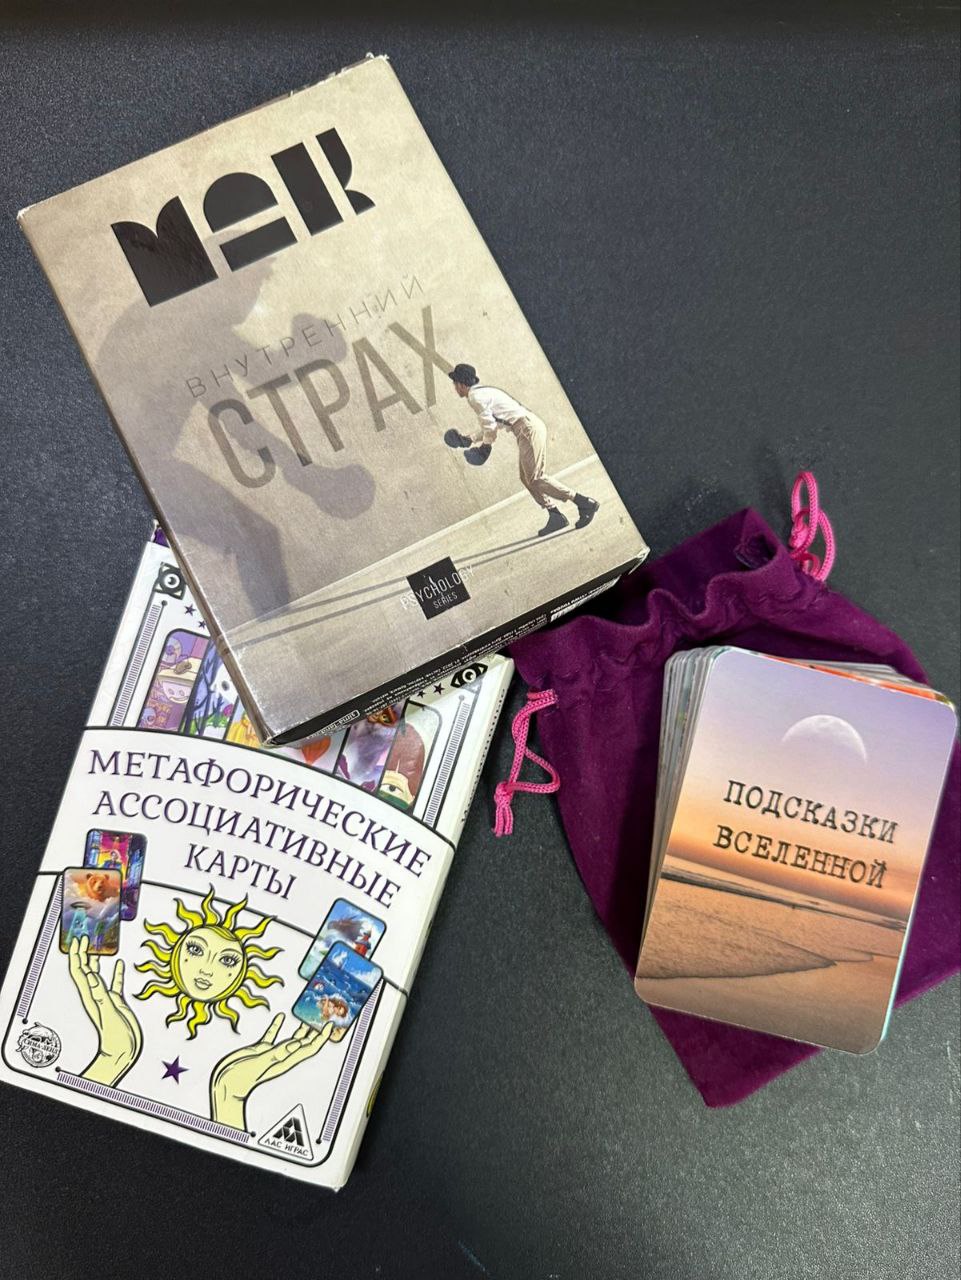 МАК
ВНУТРЕННИЙ
СТРАХ
PSYCHOLOGY
SERIES
МЕТАФОРИЧЕСКИЕ
АССОЦИАТИВНЫЕ
КАРТЫ
ЛАС ИГРАС
ПОДСКАЗКИ
ВСЕЛЕННОЙ